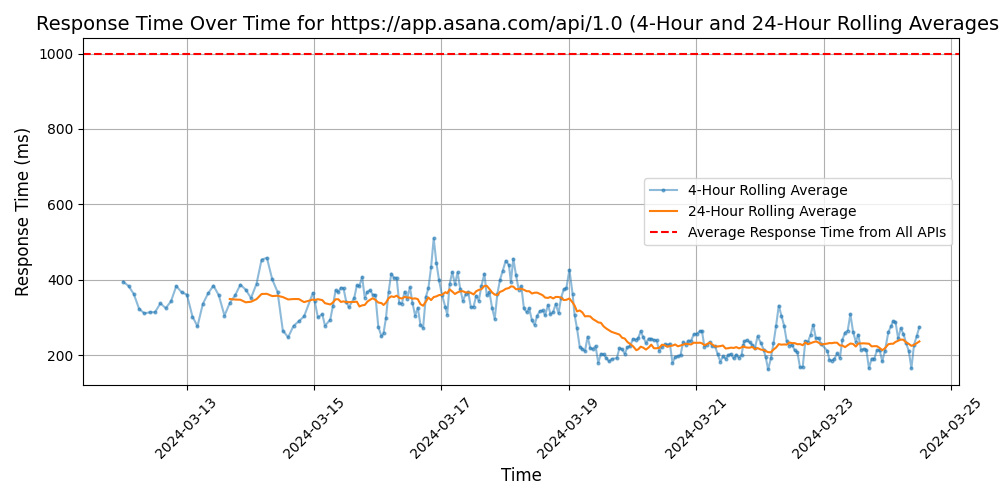 Response Time Over Time for https://app.asana.com/api/1.0 (4-Hour and 24-Hour Rolling Averages
Response Time (ms)
1000
800
600
400
200
4-Hour Rolling Average
24-Hour Rolling Average
Average Response Time from All APIs
2024-03-13
2024-03-15
2024-03-17
2024-03-19
2024-03-21
2024-03-23
2024-03-25
Time